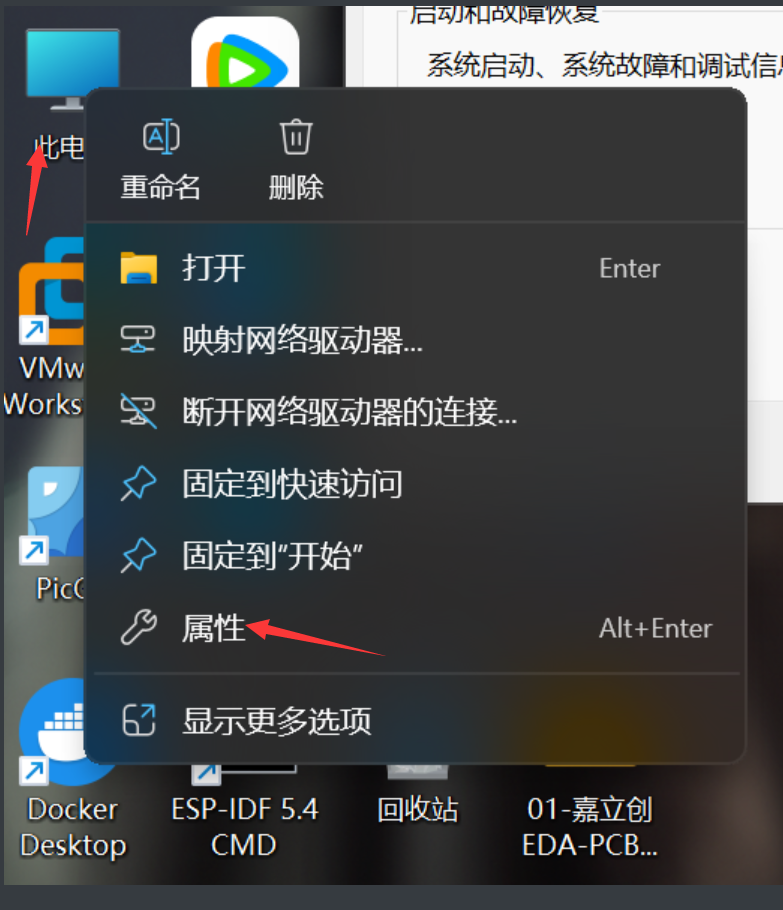 启动和故障恢复
系统启动、系统故障和调试信息
此电
重命名
删除
打开
Enter
映射网络驱动器...
断开网络驱动器的连接...
固定到快速访问
固定到“开始”
属性
Alt+Enter
显示更多选项
VMw
Works
PicG
Docker
Desktop
ESP-IDF 5.4
CMD
回收站
01-嘉立创
EDA-PCB...